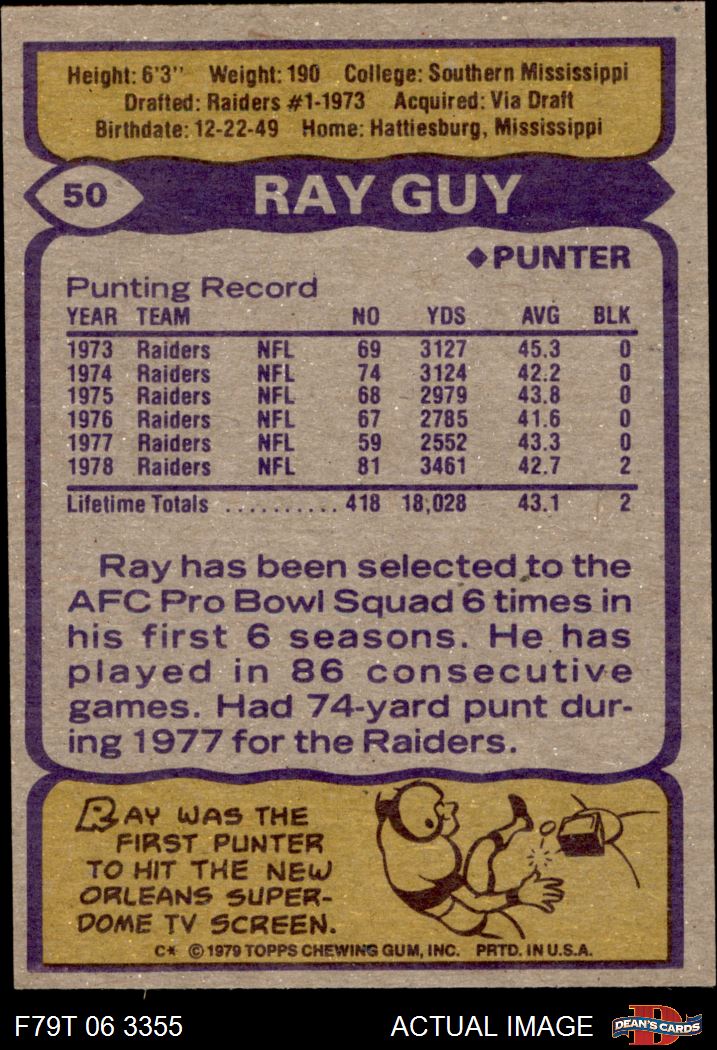 Height: 6'3" Weight: 190 College: Southern Mississippi
Drafted: Raiders #1-1973 Acquired: Via Draft
Birthdate: 12-22-49 Home: Hattiesburg, Mississippi
50 RAY GUY
◆PUNTER
Punting Record
YEAR TEAM NO YDS AVG BLK
1973 Raiders NFL 69 3127 45.3 0
1974 Raiders NFL 74 3124 42.2 0
1975 Raiders NFL 68 2979 43.8 0
1976 Raiders NFL 67 2785 41.6 0
1977 Raiders NFL 59 2552 43.3 0
1978 Raiders NFL 81 3461 42.7 2
Lifetime Totals .......... 418 18,028 43.1 2
Ray has been selected to the
AFC Pro Bowl Squad 6 times in
his first 6 seasons. He has
played in 86 consecutive
games. Had 74-yard punt dur-
ing 1977 for the Raiders.
RAY WAS THE
FIRST PUNTER
TO HIT THE NEW
ORLEANS SUPER-
DOME TV SCREEN.
C* © 1979 TOPPS CHEWING GUM, INC. PRTD. IN U.S.A.
F79T 06 3355 ACTUAL IMAGE D DEAN'S CARDS